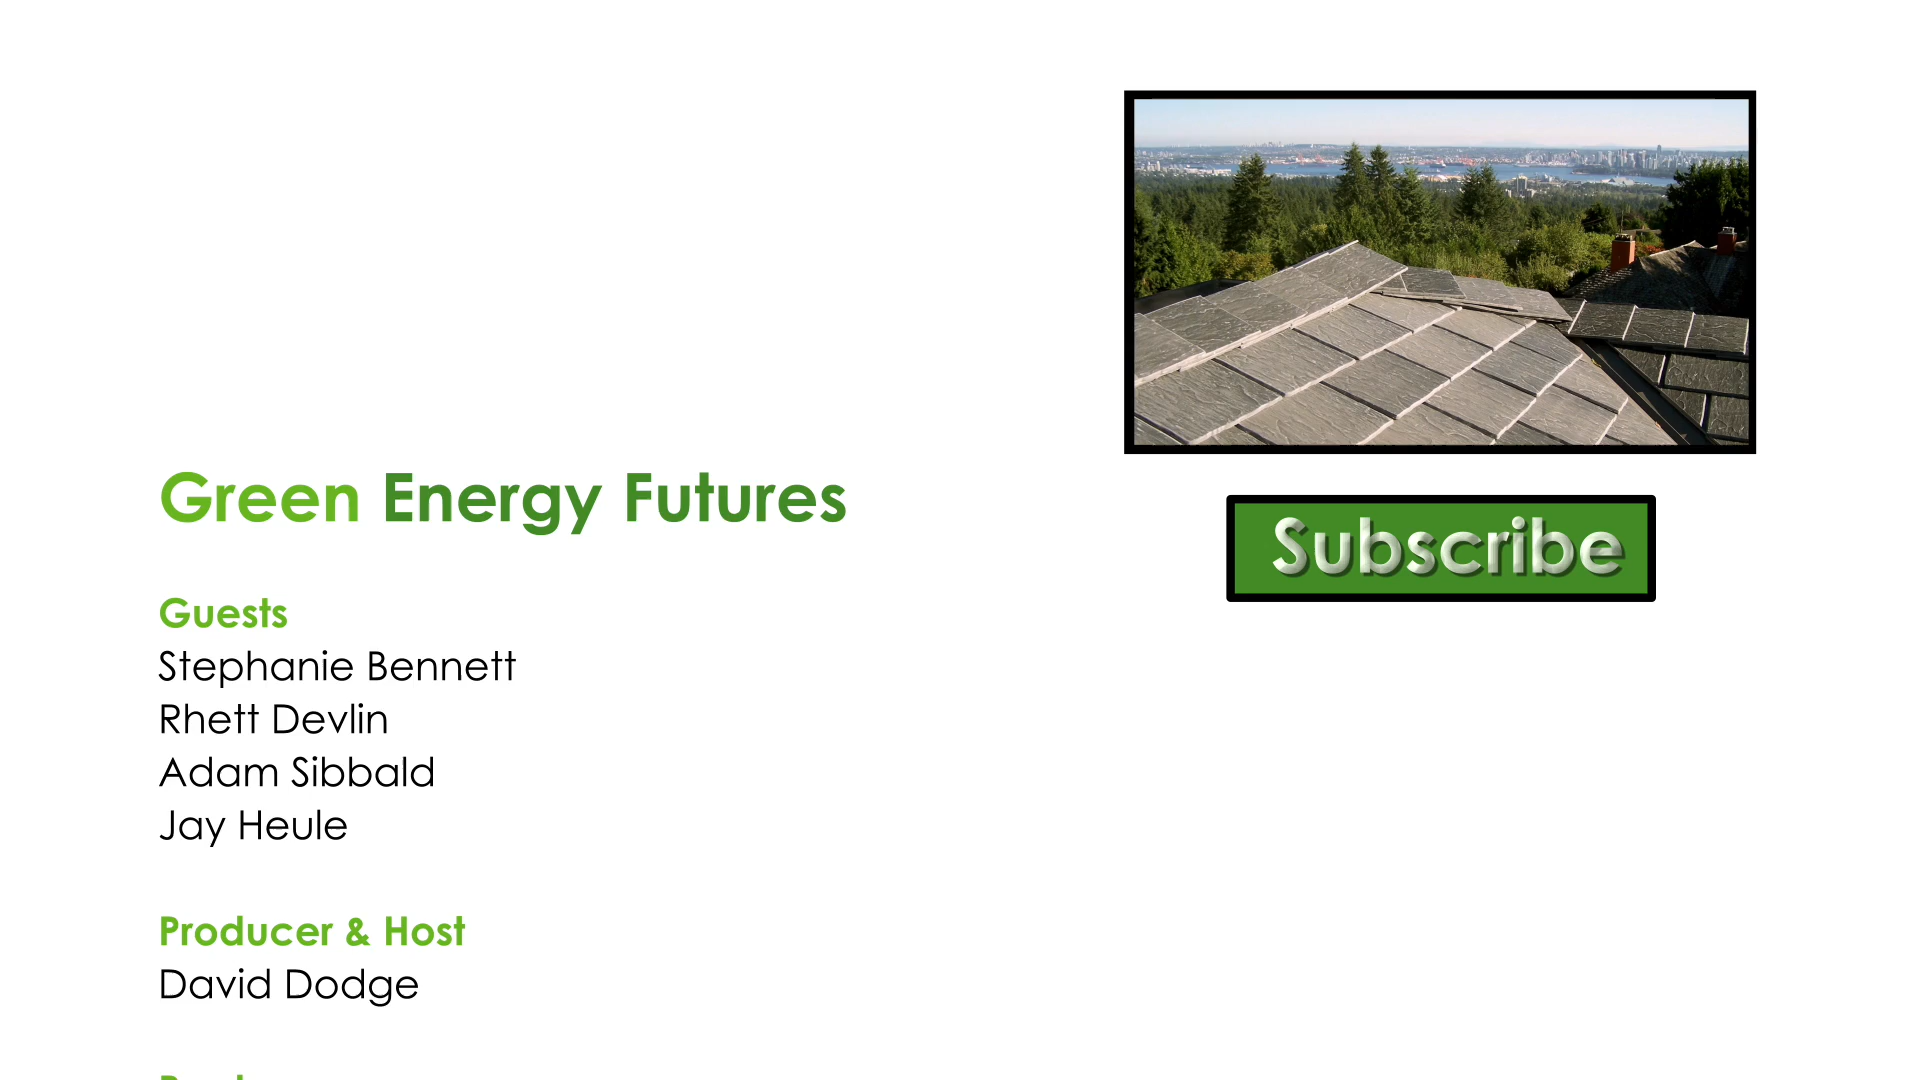 Green Energy Futures
Guests
Stephanie Bennett
Rhett Devlin
Adam Sibbald
Jay Heule
Producer & Host
David Dodge
Subscribe